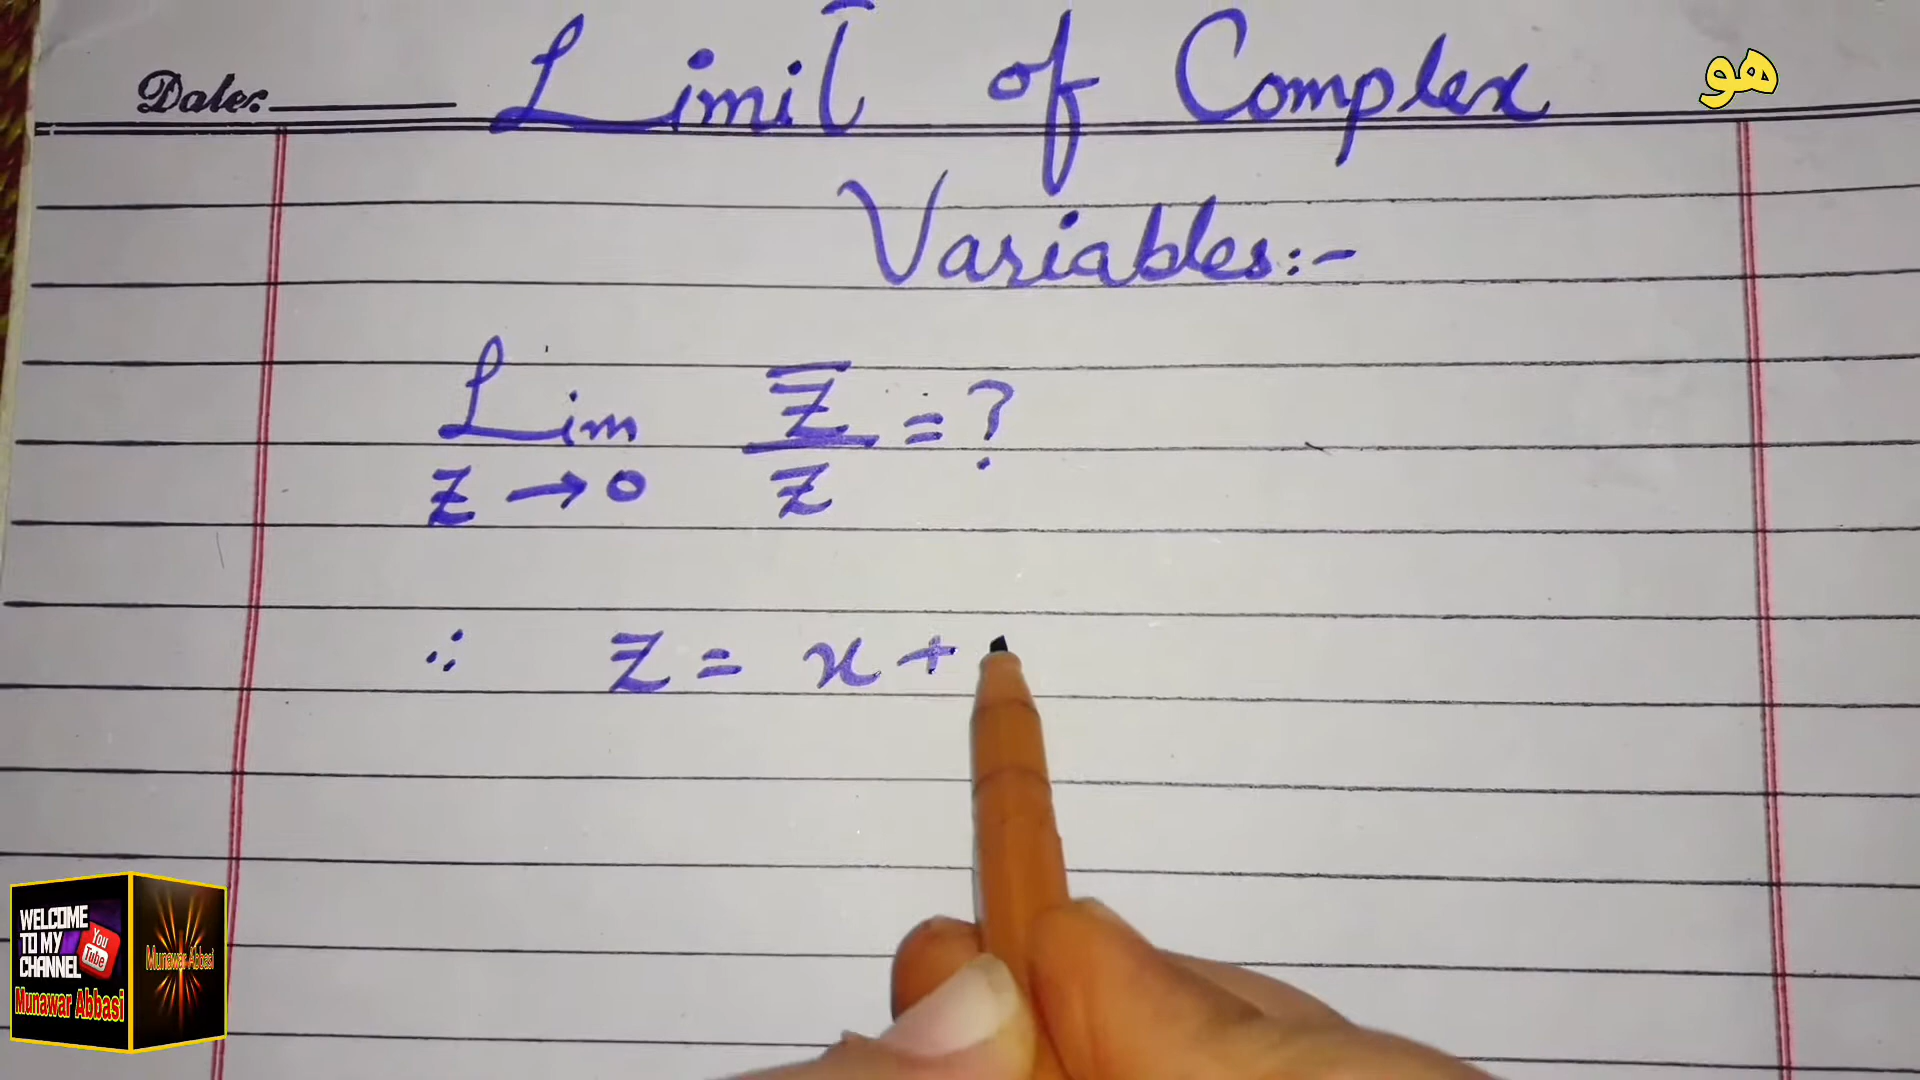 Date:
Limit of Complex
هو
Variables:-
Lim z̅/z = ?
z → 0
∴ z = x +
WELCOME
TO MY
CHANNEL
You
Tube
Munawar Abbasi
Munawar Abbasi